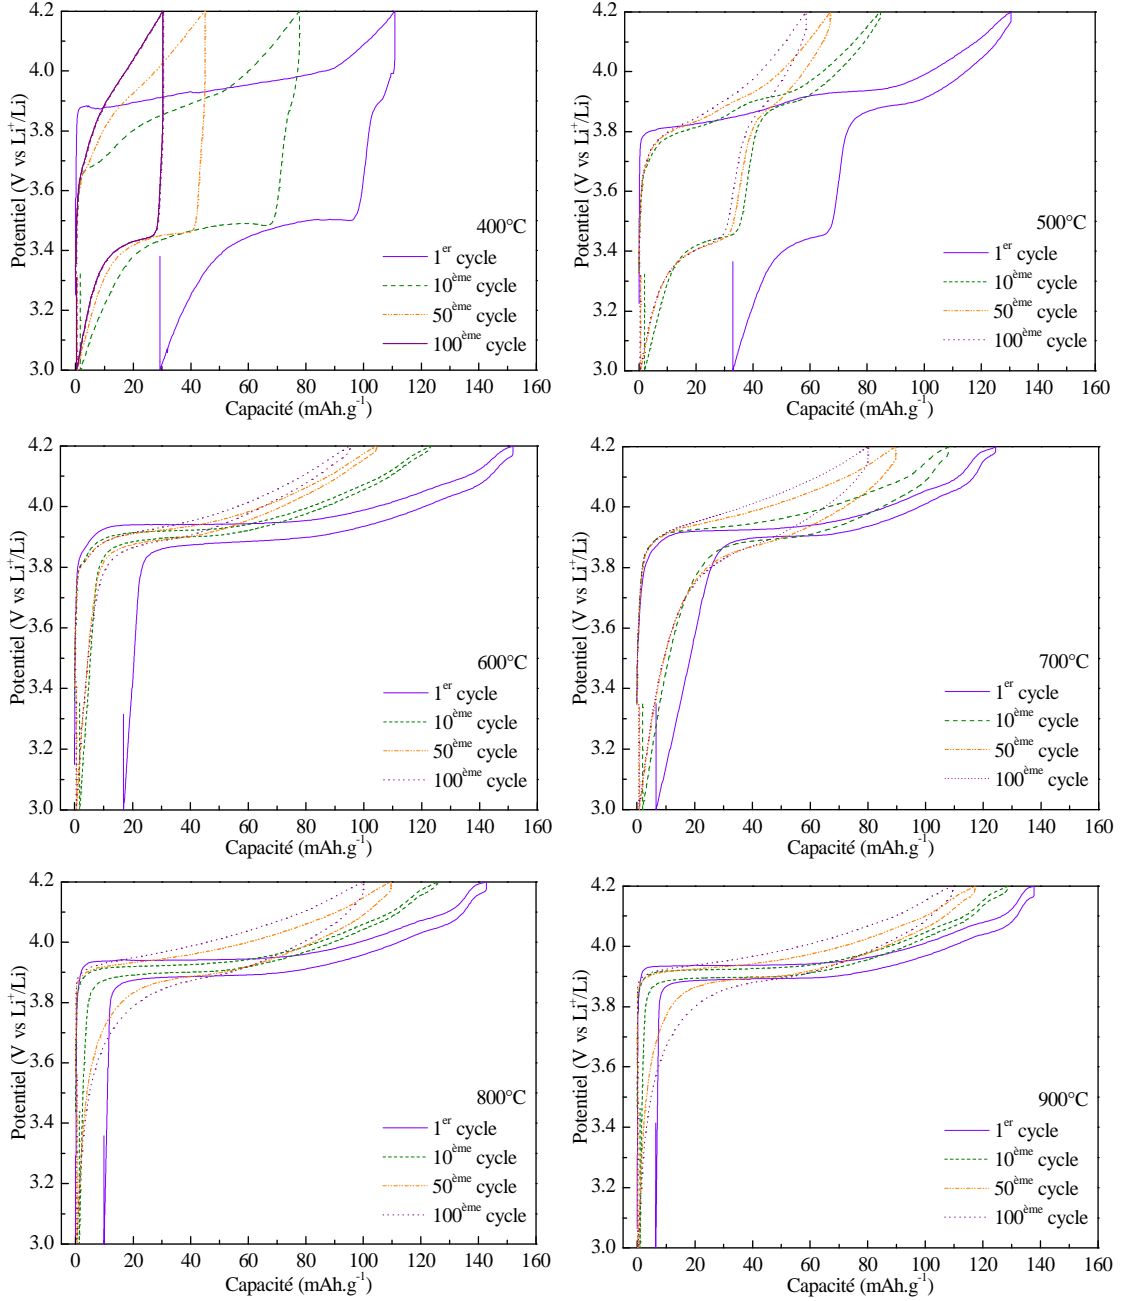 4.2
4.0
3.8
3.6
3.4
3.2
3.0
Potentiel (V vs Li⁺/Li)
400°C
1er cycle
10ème cycle
50ème cycle
100ème cycle
0 20 40 60 80 100 120 140 160
Capacité (mAh.g⁻¹)
4.2
4.0
3.8
3.6
3.4
3.2
3.0
Potentiel (V vs Li⁺/Li)
500°C
1er cycle
10ème cycle
50ème cycle
100ème cycle
0 20 40 60 80 100 120 140 160
Capacité (mAh.g⁻¹)
4.2
4.0
3.8
3.6
3.4
3.2
3.0
Potentiel (V vs Li⁺/Li)
600°C
1er cycle
10ème cycle
50ème cycle
100ème cycle
0 20 40 60 80 100 120 140 160
Capacité (mAh.g⁻¹)
4.2
4.0
3.8
3.6
3.4
3.2
3.0
Potentiel (V vs Li⁺/Li)
700°C
1er cycle
10ème cycle
50ème cycle
100ème cycle
0 20 40 60 80 100 120 140 160
Capacité (mAh.g⁻¹)
4.2
4.0
3.8
3.6
3.4
3.2
3.0
Potentiel (V vs Li⁺/Li)
800°C
1er cycle
10ème cycle
50ème cycle
100ème cycle
0 20 40 60 80 100 120 140 160
Capacité (mAh.g⁻¹)
4.2
4.0
3.8
3.6
3.4
3.2
3.0
Potentiel (V vs Li⁺/Li)
900°C
1er cycle
10ème cycle
50ème cycle
100ème cycle
0 20 40 60 80 100 120 140 160
Capacité (mAh.g⁻¹)